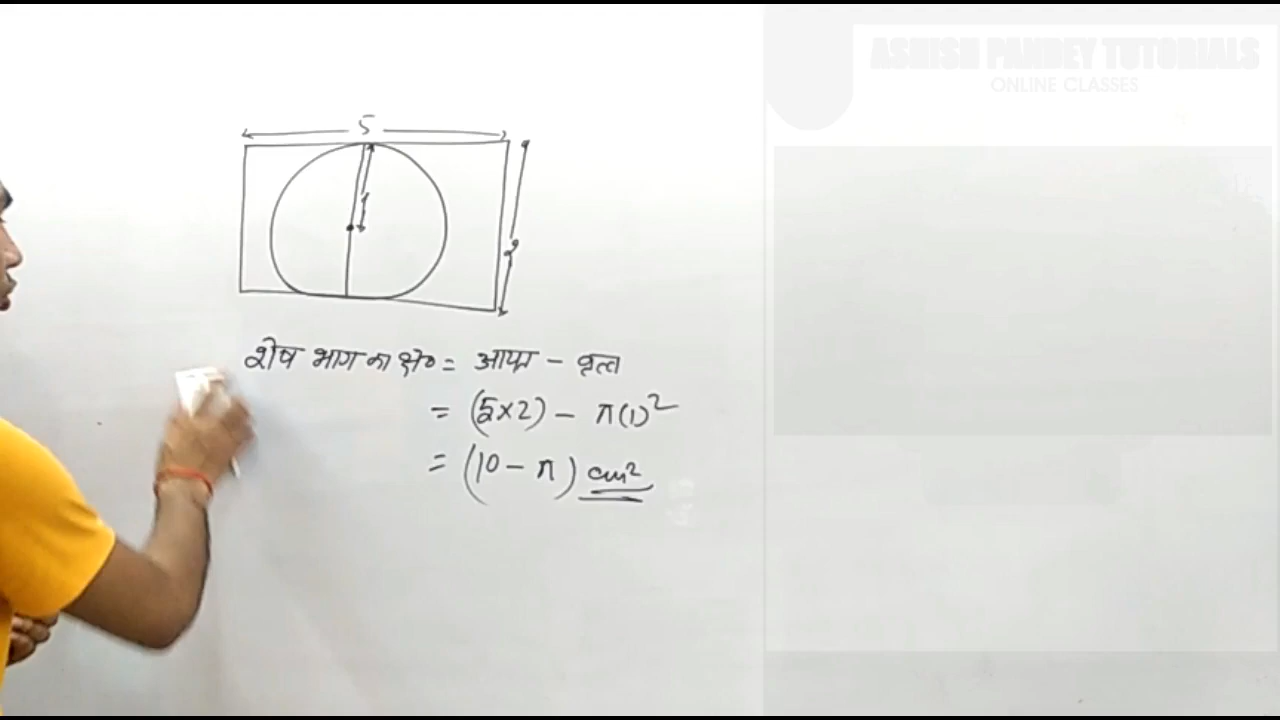 ASHISH PANDEY TUTORIALS
ONLINE CLASSES
5
1
2
शेष भाग का क्षे० = आयत - वृत्त
= (5×2) - π(1)²
= (10 - π) cm²